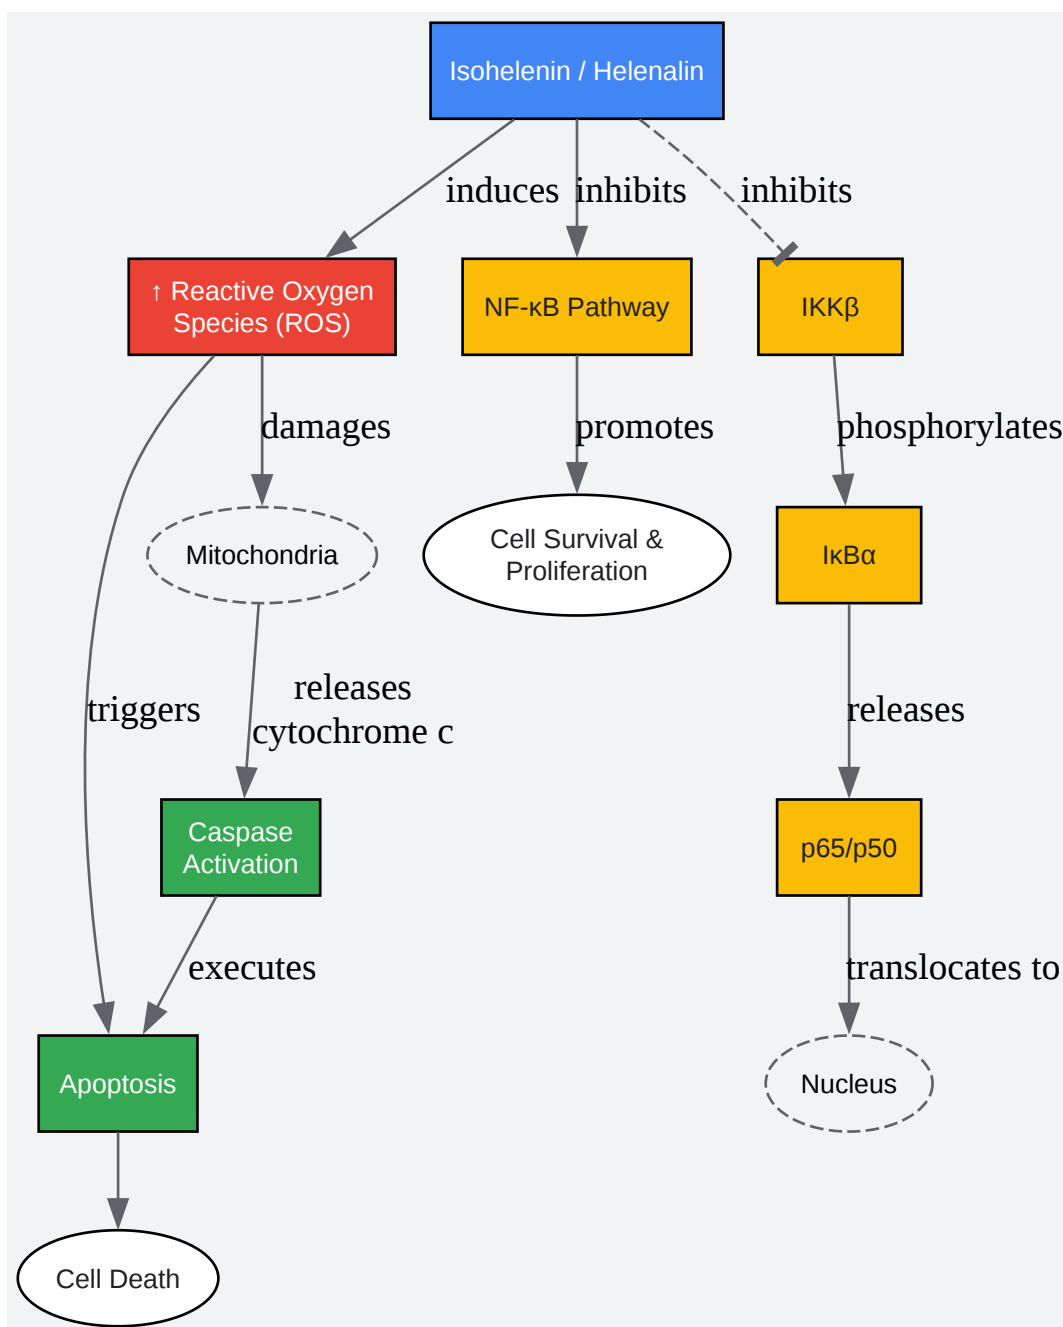 Isohelenin / Helenalin
induces
inhibits
inhibits
↑ Reactive Oxygen
Species (ROS)
NF-κB Pathway
IKKβ
damages
promotes
phosphorylates
Mitochondria
Cell Survival &
Proliferation
IκBα
triggers
releases
cytochrome c
releases
Caspase
Activation
p65/p50
executes
translocates to
Apoptosis
Nucleus
Cell Death